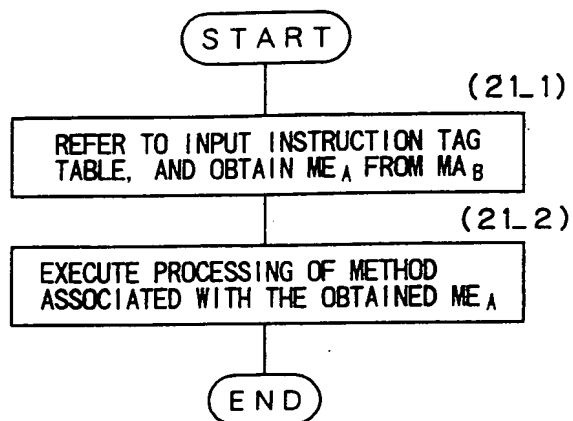 START
(21_1)
REFER TO INPUT INSTRUCTION TAG
TABLE, AND OBTAIN ME_A FROM MA_B
(21_2)
EXECUTE PROCESSING OF METHOD
ASSOCIATED WITH THE OBTAINED ME_A
END